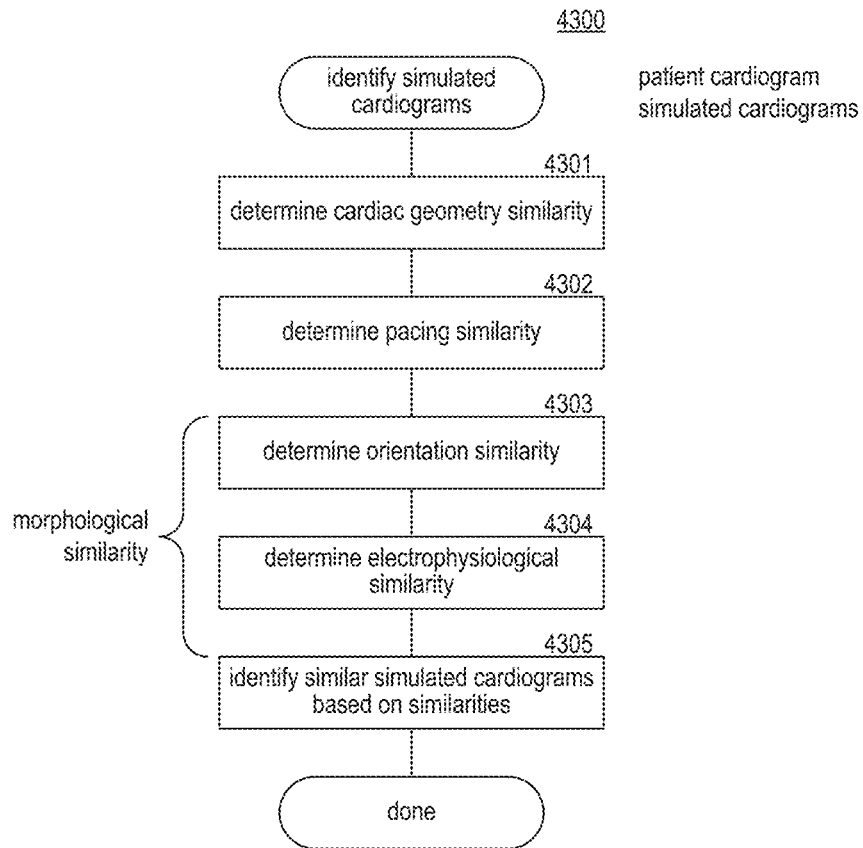 4300
identify simulated
cardiograms
patient cardiogram
simulated cardiograms
4301
determine cardiac geometry similarity
4302
determine pacing similarity
4303
determine orientation similarity
morphological
similarity
4304
determine electrophysiological
similarity
4305
identify similar simulated cardiograms
based on similarities
done